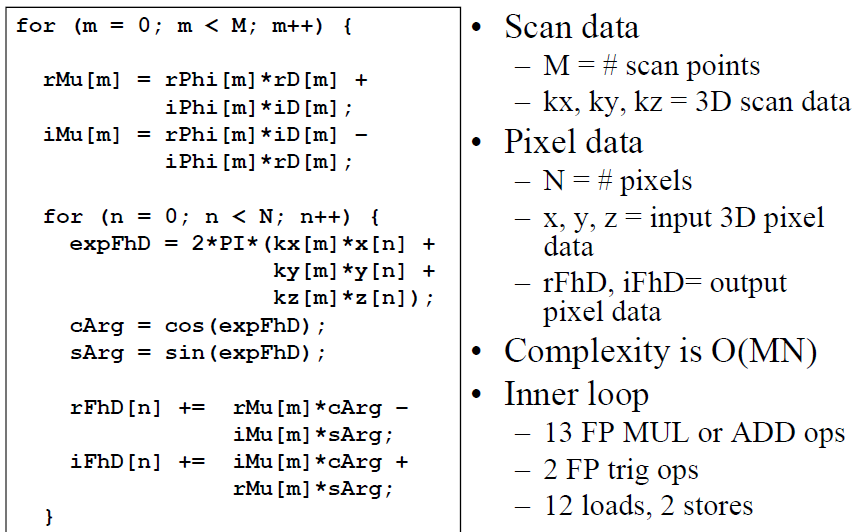 for (m = 0; m < M; m++) {
rMu[m] = rPhi[m]*rD[m] +
iPhi[m]*iD[m];
iMu[m] = rPhi[m]*iD[m] –
iPhi[m]*rD[m];
for (n = 0; n < N; n++) {
expFhD = 2*PI*(kx[m]*x[n] +
ky[m]*y[n] +
kz[m]*z[n]);
cArg = cos(expFhD);
sArg = sin(expFhD);
rFhD[n] += rMu[m]*cArg –
iMu[m]*sArg;
iFhD[n] += iMu[m]*cArg +
rMu[m]*sArg;
}
• Scan data
– M = # scan points
– kx, ky, kz = 3D scan data
• Pixel data
– N = # pixels
– x, y, z = input 3D pixel
data
– rFhD, iFhD= output
pixel data
• Complexity is O(MN)
• Inner loop
– 13 FP MUL or ADD ops
– 2 FP trig ops
– 12 loads, 2 stores